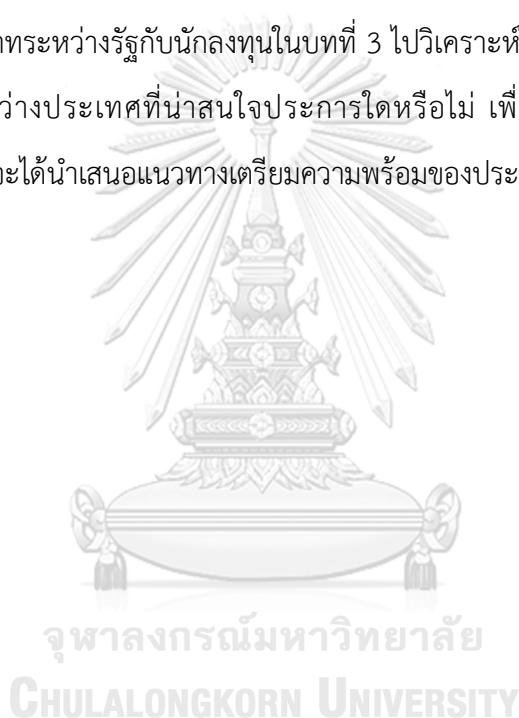 าทระหว่างรัฐกับนักลงทุนในบทที่ 3 ไปวิเคราะห์
ว่างประเทศที่น่าสนใจประการใดหรือไม่ เพื่
จะได้นำเสนอแนวทางเตรียมความพร้อมของประ
จุฬาลงกรณ์มหาวิทยาลัย
CHULALONGKORN UNIVERSITY